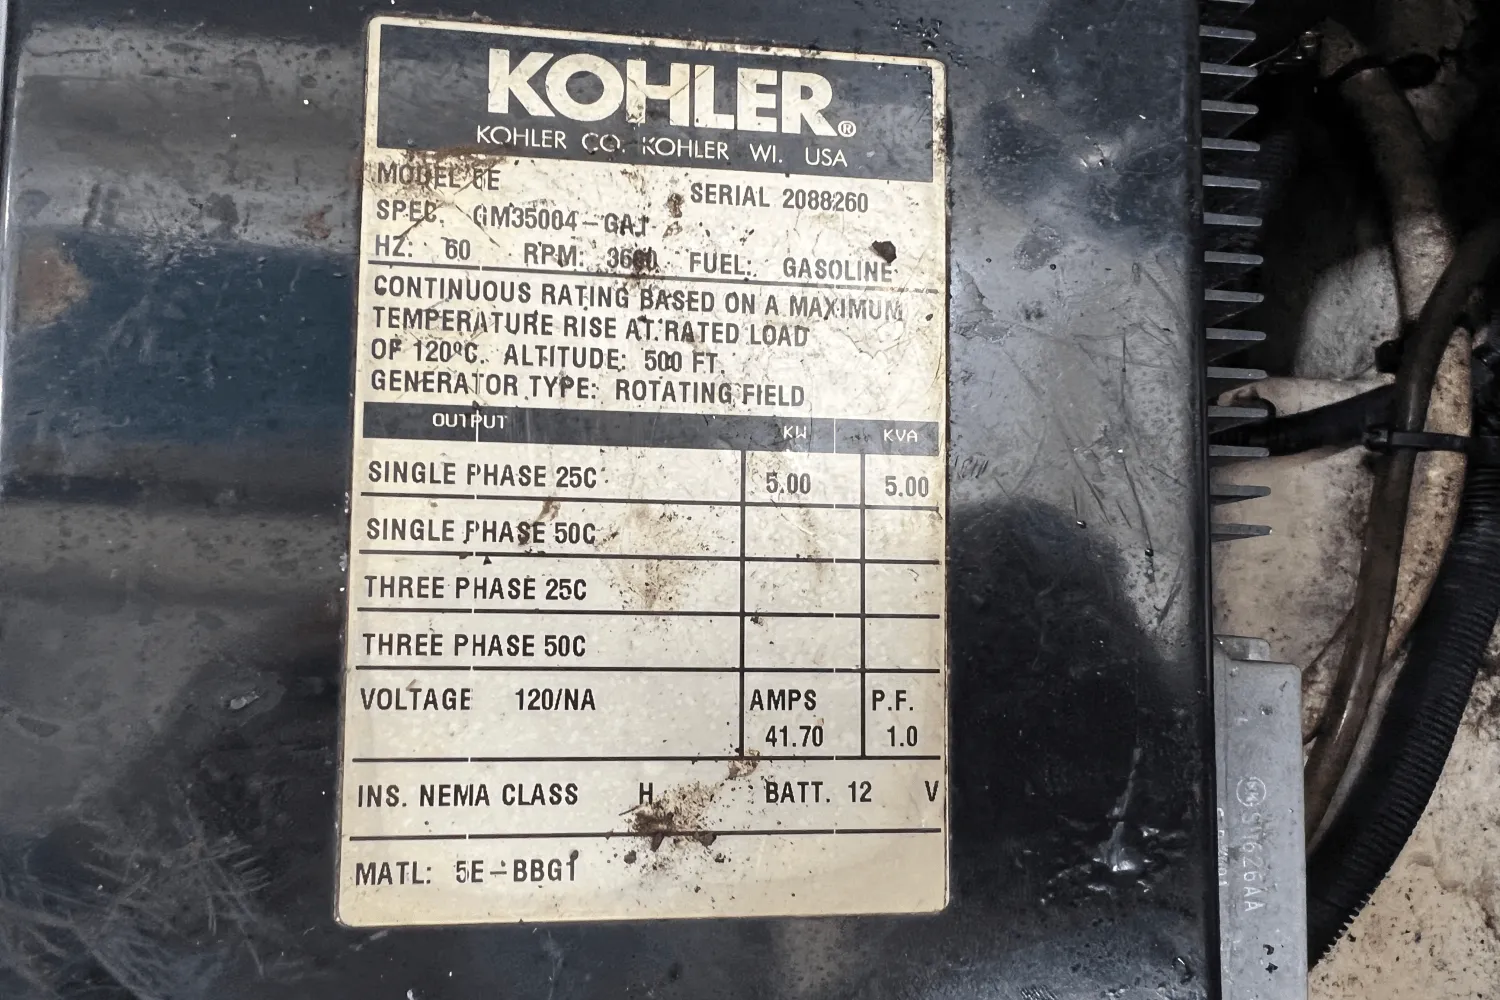 KOHLER®
KOHLER CO. KOHLER WI. USA
MODEL 5E
SERIAL 2088260
SPEC. GM35004-GA1
HZ: 60 RPM: 3600 FUEL: GASOLINE
CONTINUOUS RATING BASED ON A MAXIMUM
TEMPERATURE RISE AT RATED LOAD
OF 120ºC. ALTITUDE: 500 FT.
GENERATOR TYPE: ROTATING FIELD
OUTPUT KW KVA
SINGLE PHASE 25C 5.00 5.00
SINGLE PHASE 50C
THREE PHASE 25C
THREE PHASE 50C
VOLTAGE 120/NA AMPS P.F.
41.70 1.0
INS. NEMA CLASS H BATT. 12 V
MATL: 5E-BBG1